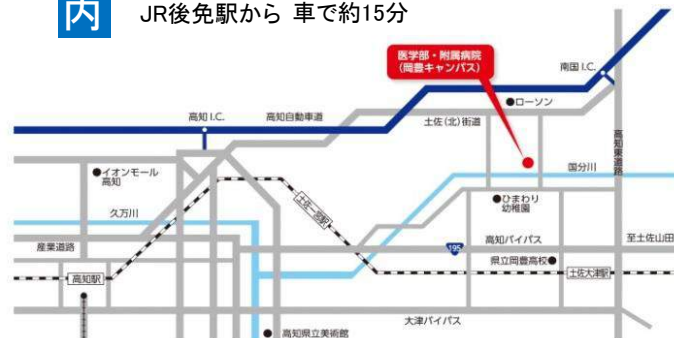 内
JR後免駅から 車で約15分
医学部・附属病院
(岡豊キャンパス)
南国 I.C.
ローソン
高知 I.C.
高知自動車道
土佐(北)街道
高知東道路
イオンモール
高知
国分川
ひまわり
幼稚園
久万川
土佐一宮駅
産業道路
195
高知バイパス
至土佐山田
県立岡豊高校
高知駅
土佐大津駅
大津バイパス
高知県立美術館